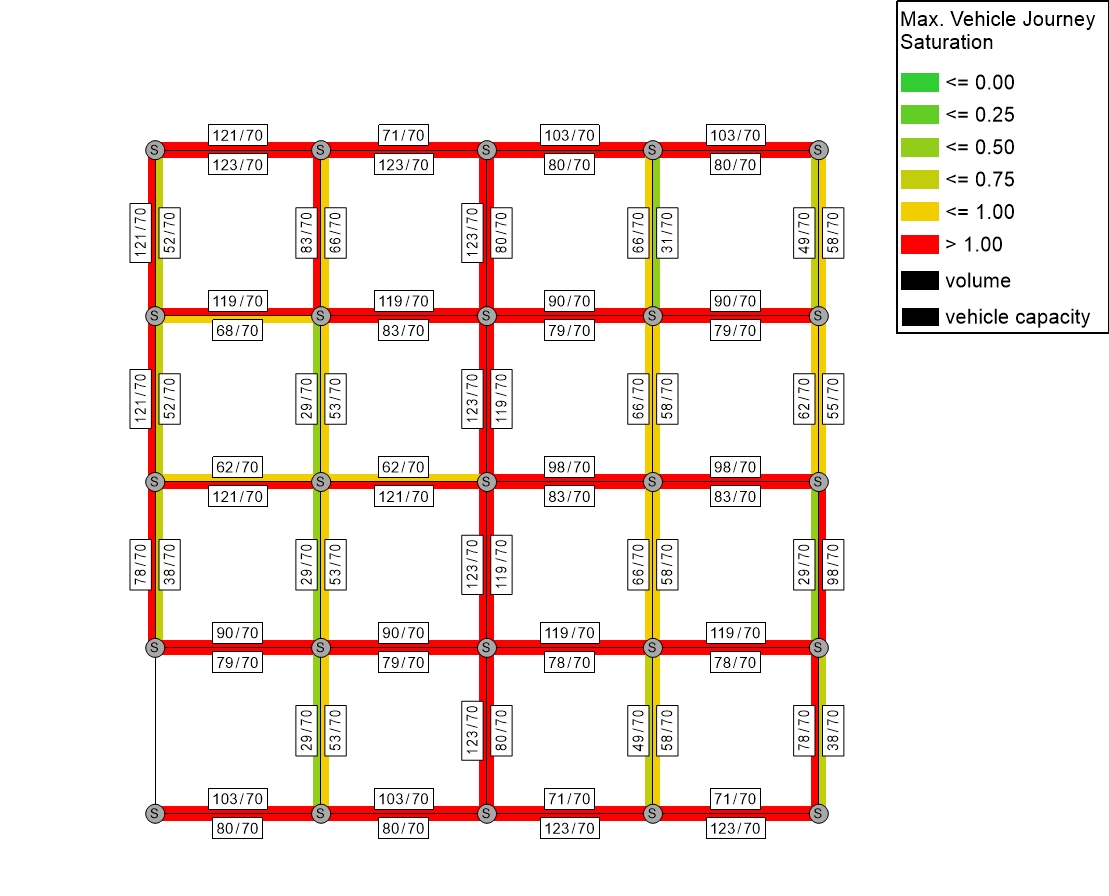 Max. Vehicle Journey
Saturation
<= 0.00
<= 0.25
<= 0.50
<= 0.75
<= 1.00
> 1.00
volume
vehicle capacity
121/70 71/70 103/70 103/70
S S S S S
123/70 123/70 80/70 80/70
121/70 52/70 83/70 66/70 123/70 80/70 66/70 31/70 49/70 58/70
119/70 119/70 90/70 90/70
S S S S S
68/70 83/70 79/70 79/70
121/70 52/70 29/70 53/70 123/70 119/70 66/70 58/70 62/70 55/70
62/70 62/70 98/70 98/70
S S S S S
121/70 121/70 83/70 83/70
78/70 38/70 29/70 53/70 123/70 119/70 66/70 58/70 29/70 98/70
90/70 90/70 119/70 119/70
S S S S S
79/70 79/70 78/70 78/70
29/70 53/70 123/70 80/70 49/70 58/70 78/70 38/70
103/70 103/70 71/70 71/70
S S S S S
80/70 80/70 123/70 123/70